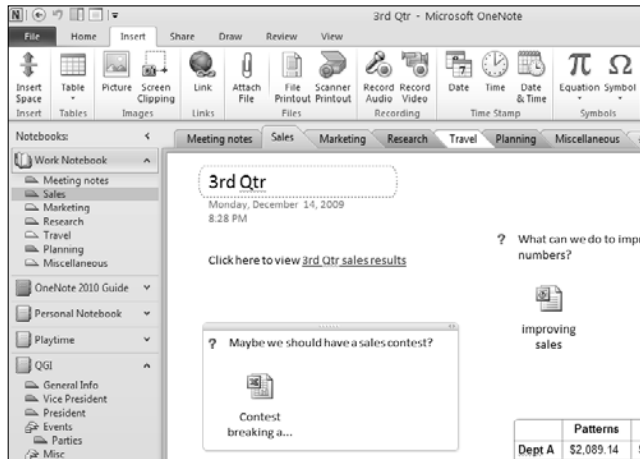 3rd Qtr - Microsoft OneNote
File Home Insert Share Draw Review View
Insert Space
Table
Picture
Screen Clipping
Link
Attach File
File Printout
Scanner Printout
Record Audio
Record Video
Date
Time
Date & Time
π Equation
Ω Symbol
Insert Tables Images Links Files Recording Time Stamp Symbols
Notebooks:
Meeting notes Sales Marketing Research Travel Planning Miscellaneous
Work Notebook
Meeting notes
Sales
Marketing
Research
Travel
Planning
Miscellaneous
OneNote 2010 Guide
Personal Notebook
Playtime
QGI
General Info
Vice President
President
Events
Parties
Misc
3rd Qtr
Monday, December 14, 2009
8:28 PM
Click here to view 3rd Qtr sales results
? What can we do to impr
numbers?
improving
sales
? Maybe we should have a sales contest?
Contest
breaking a...
Patterns
Dept A $2,089.14